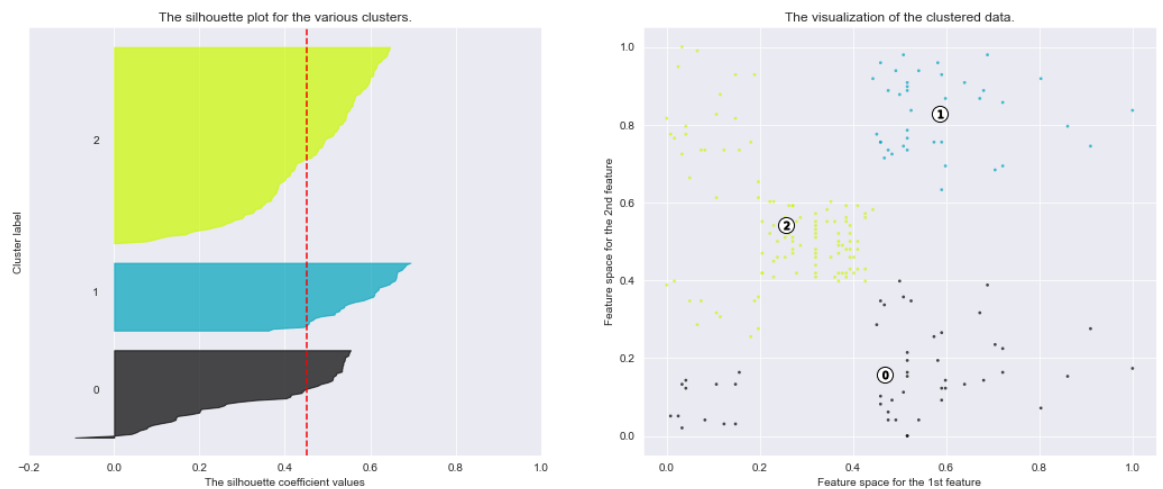 The silhouette plot for the various clusters.
Cluster label
2
1
0
−0.2 0.0 0.2 0.4 0.6 0.8 1.0
The silhouette coefficient values
The visualization of the clustered data.
Feature space for the 2nd feature
1.0
0.8
0.6
0.4
0.2
0.0
1
2
0
0.0 0.2 0.4 0.6 0.8 1.0
Feature space for the 1st feature